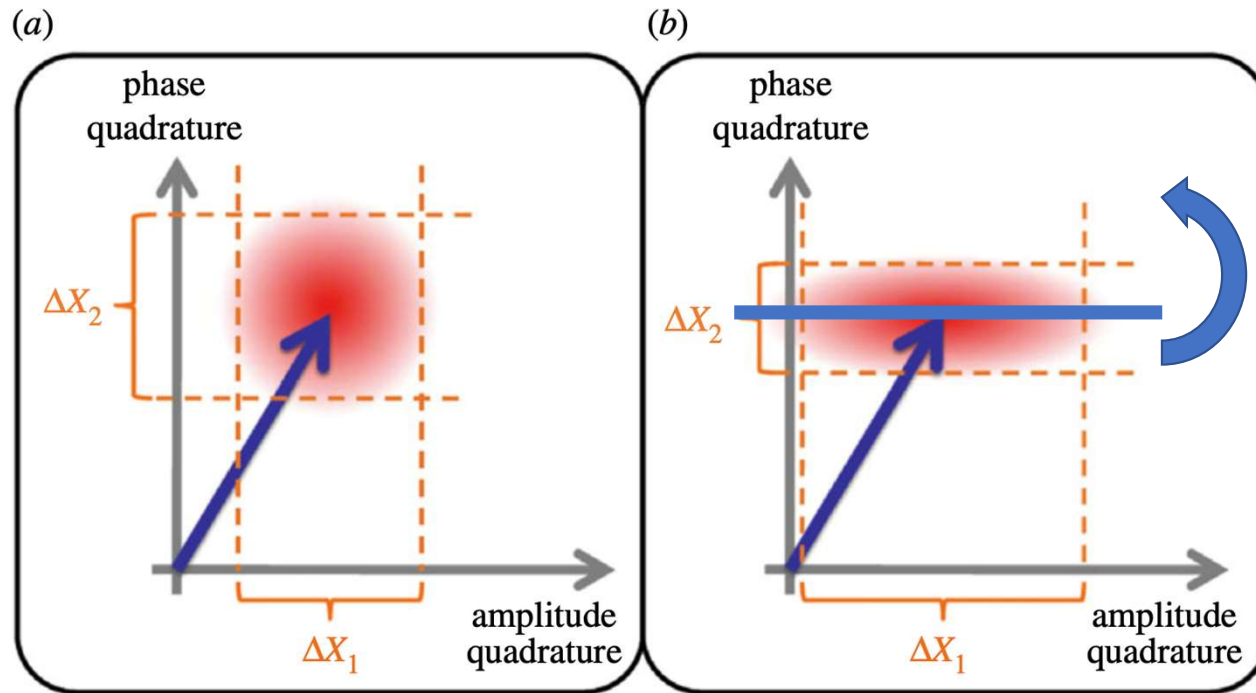 (a)
phase
quadrature
ΔX2
amplitude
quadrature
ΔX1
(b)
phase
quadrature
ΔX2
amplitude
quadrature
ΔX1